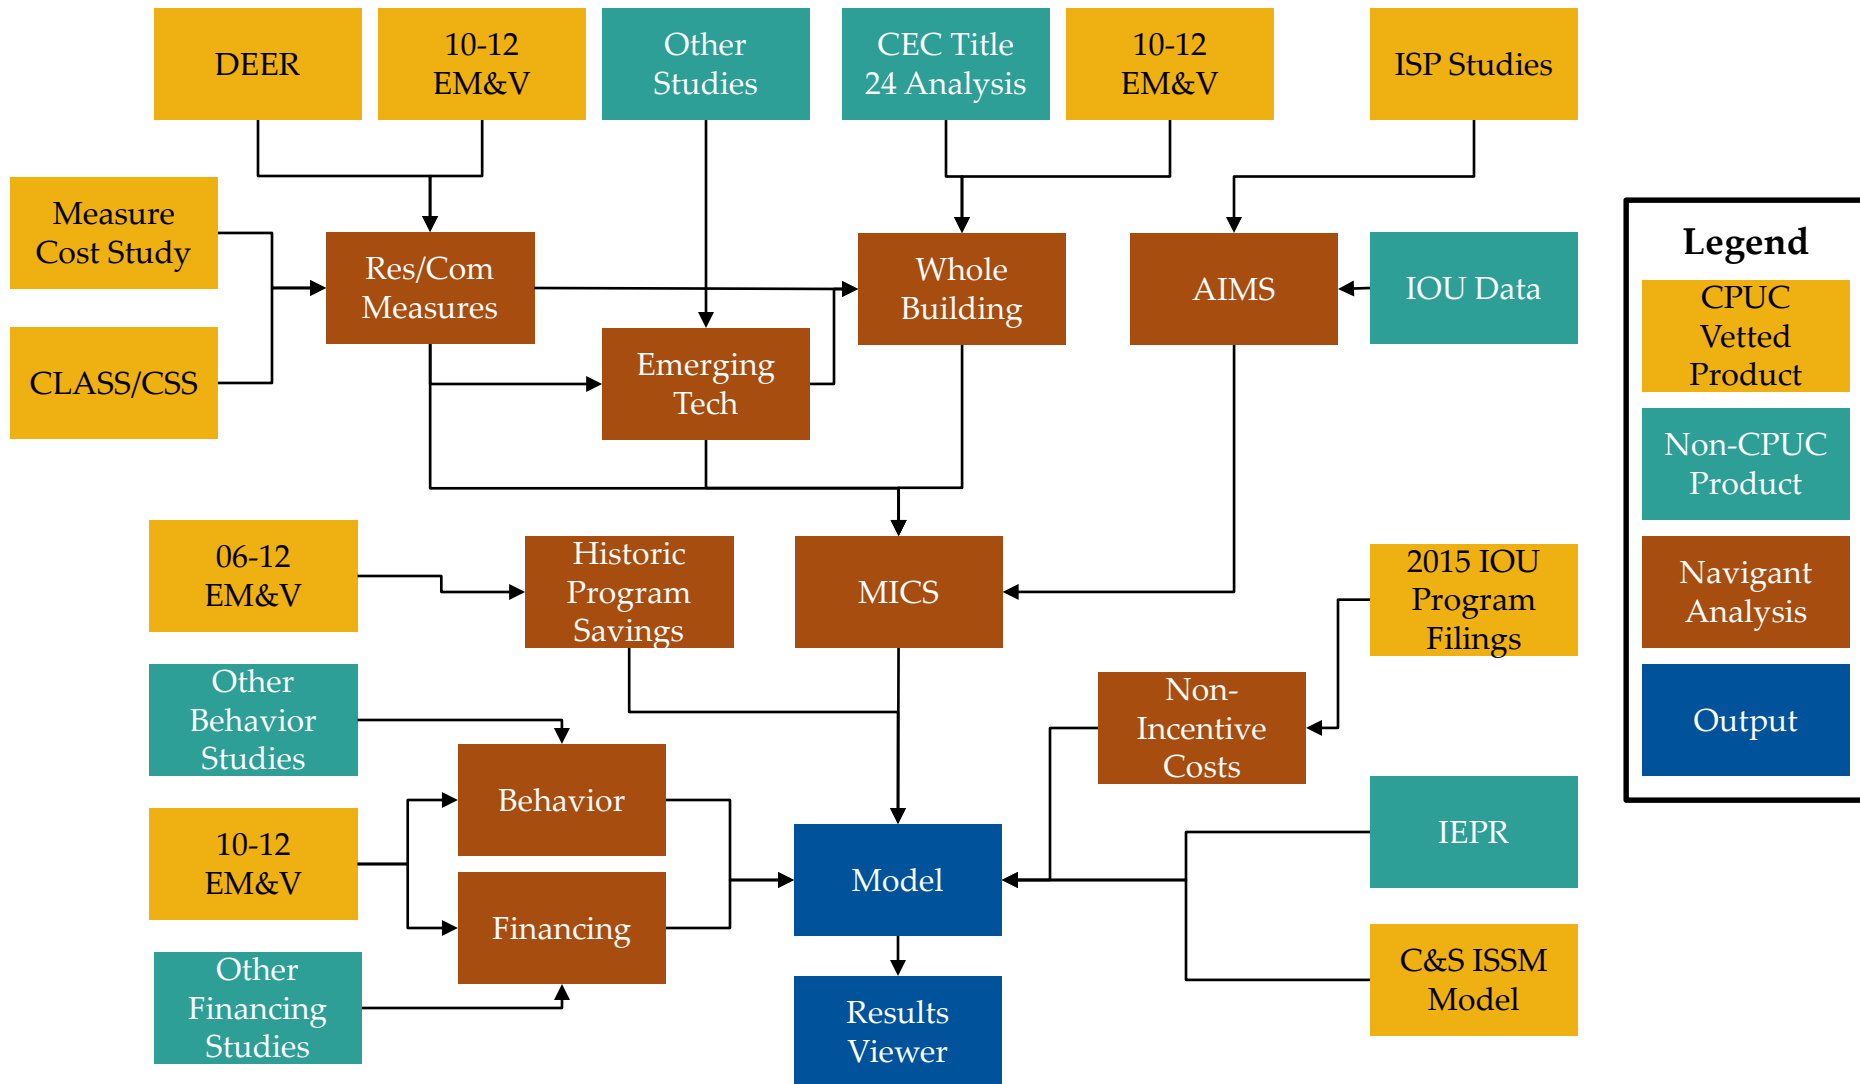 DEER
10-12
EM&V
Other
Studies
CEC Title
24 Analysis
10-12
EM&V
ISP Studies
Measure
Cost Study
CLASS/CSS
Res/Com
Measures
Emerging
Tech
Whole
Building
AIMS
IOU Data
06-12
EM&V
Historic
Program
Savings
MICS
2015 IOU
Program
Filings
Other
Behavior
Studies
Non-
Incentive
Costs
Behavior
10-12
EM&V
Financing
Model
IEPR
Other
Financing
Studies
Results
Viewer
C&S ISSM
Model
Legend
CPUC
Vetted
Product
Non-CPUC
Product
Navigant
Analysis
Output